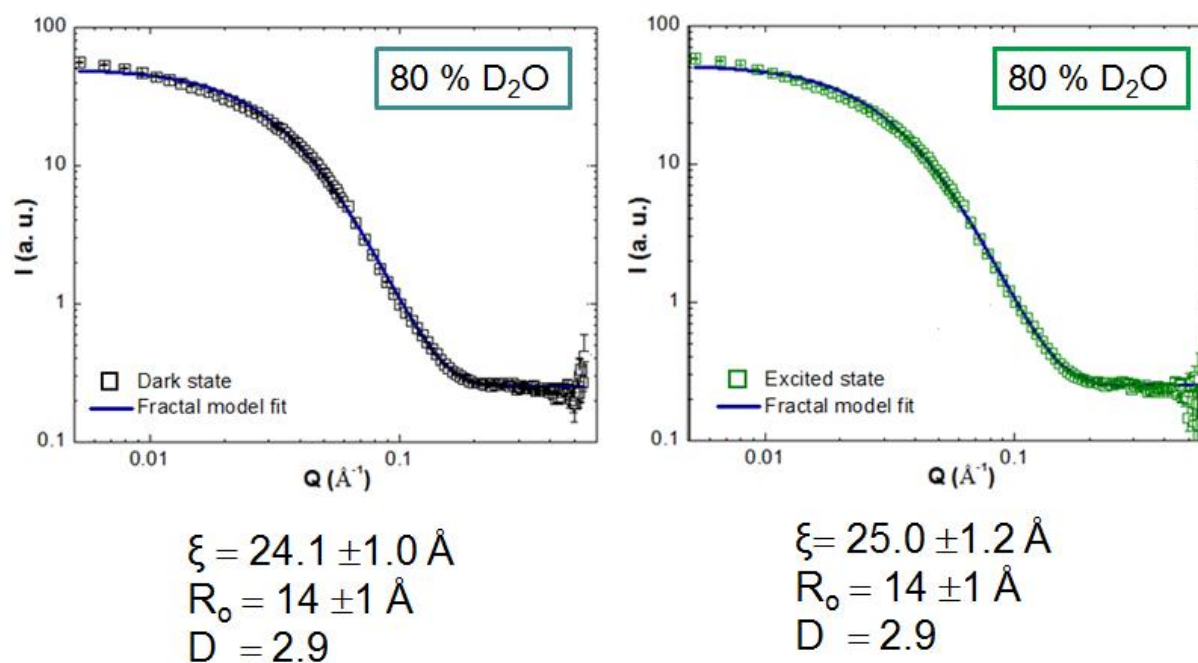 100
10
1
0.1
I (a. u.)
80 % D₂O
Dark state
Fractal model fit
0.01
0.1
Q (Å⁻¹)
ξ = 24.1 ±1.0 Å
Rₒ = 14 ±1 Å
D = 2.9
100
10
1
0.1
I (a. u.)
80 % D₂O
Excited state
Fractal model fit
0.01
0.1
Q (Å⁻¹)
ξ= 25.0 ±1.2 Å
Rₒ = 14 ±1 Å
D = 2.9